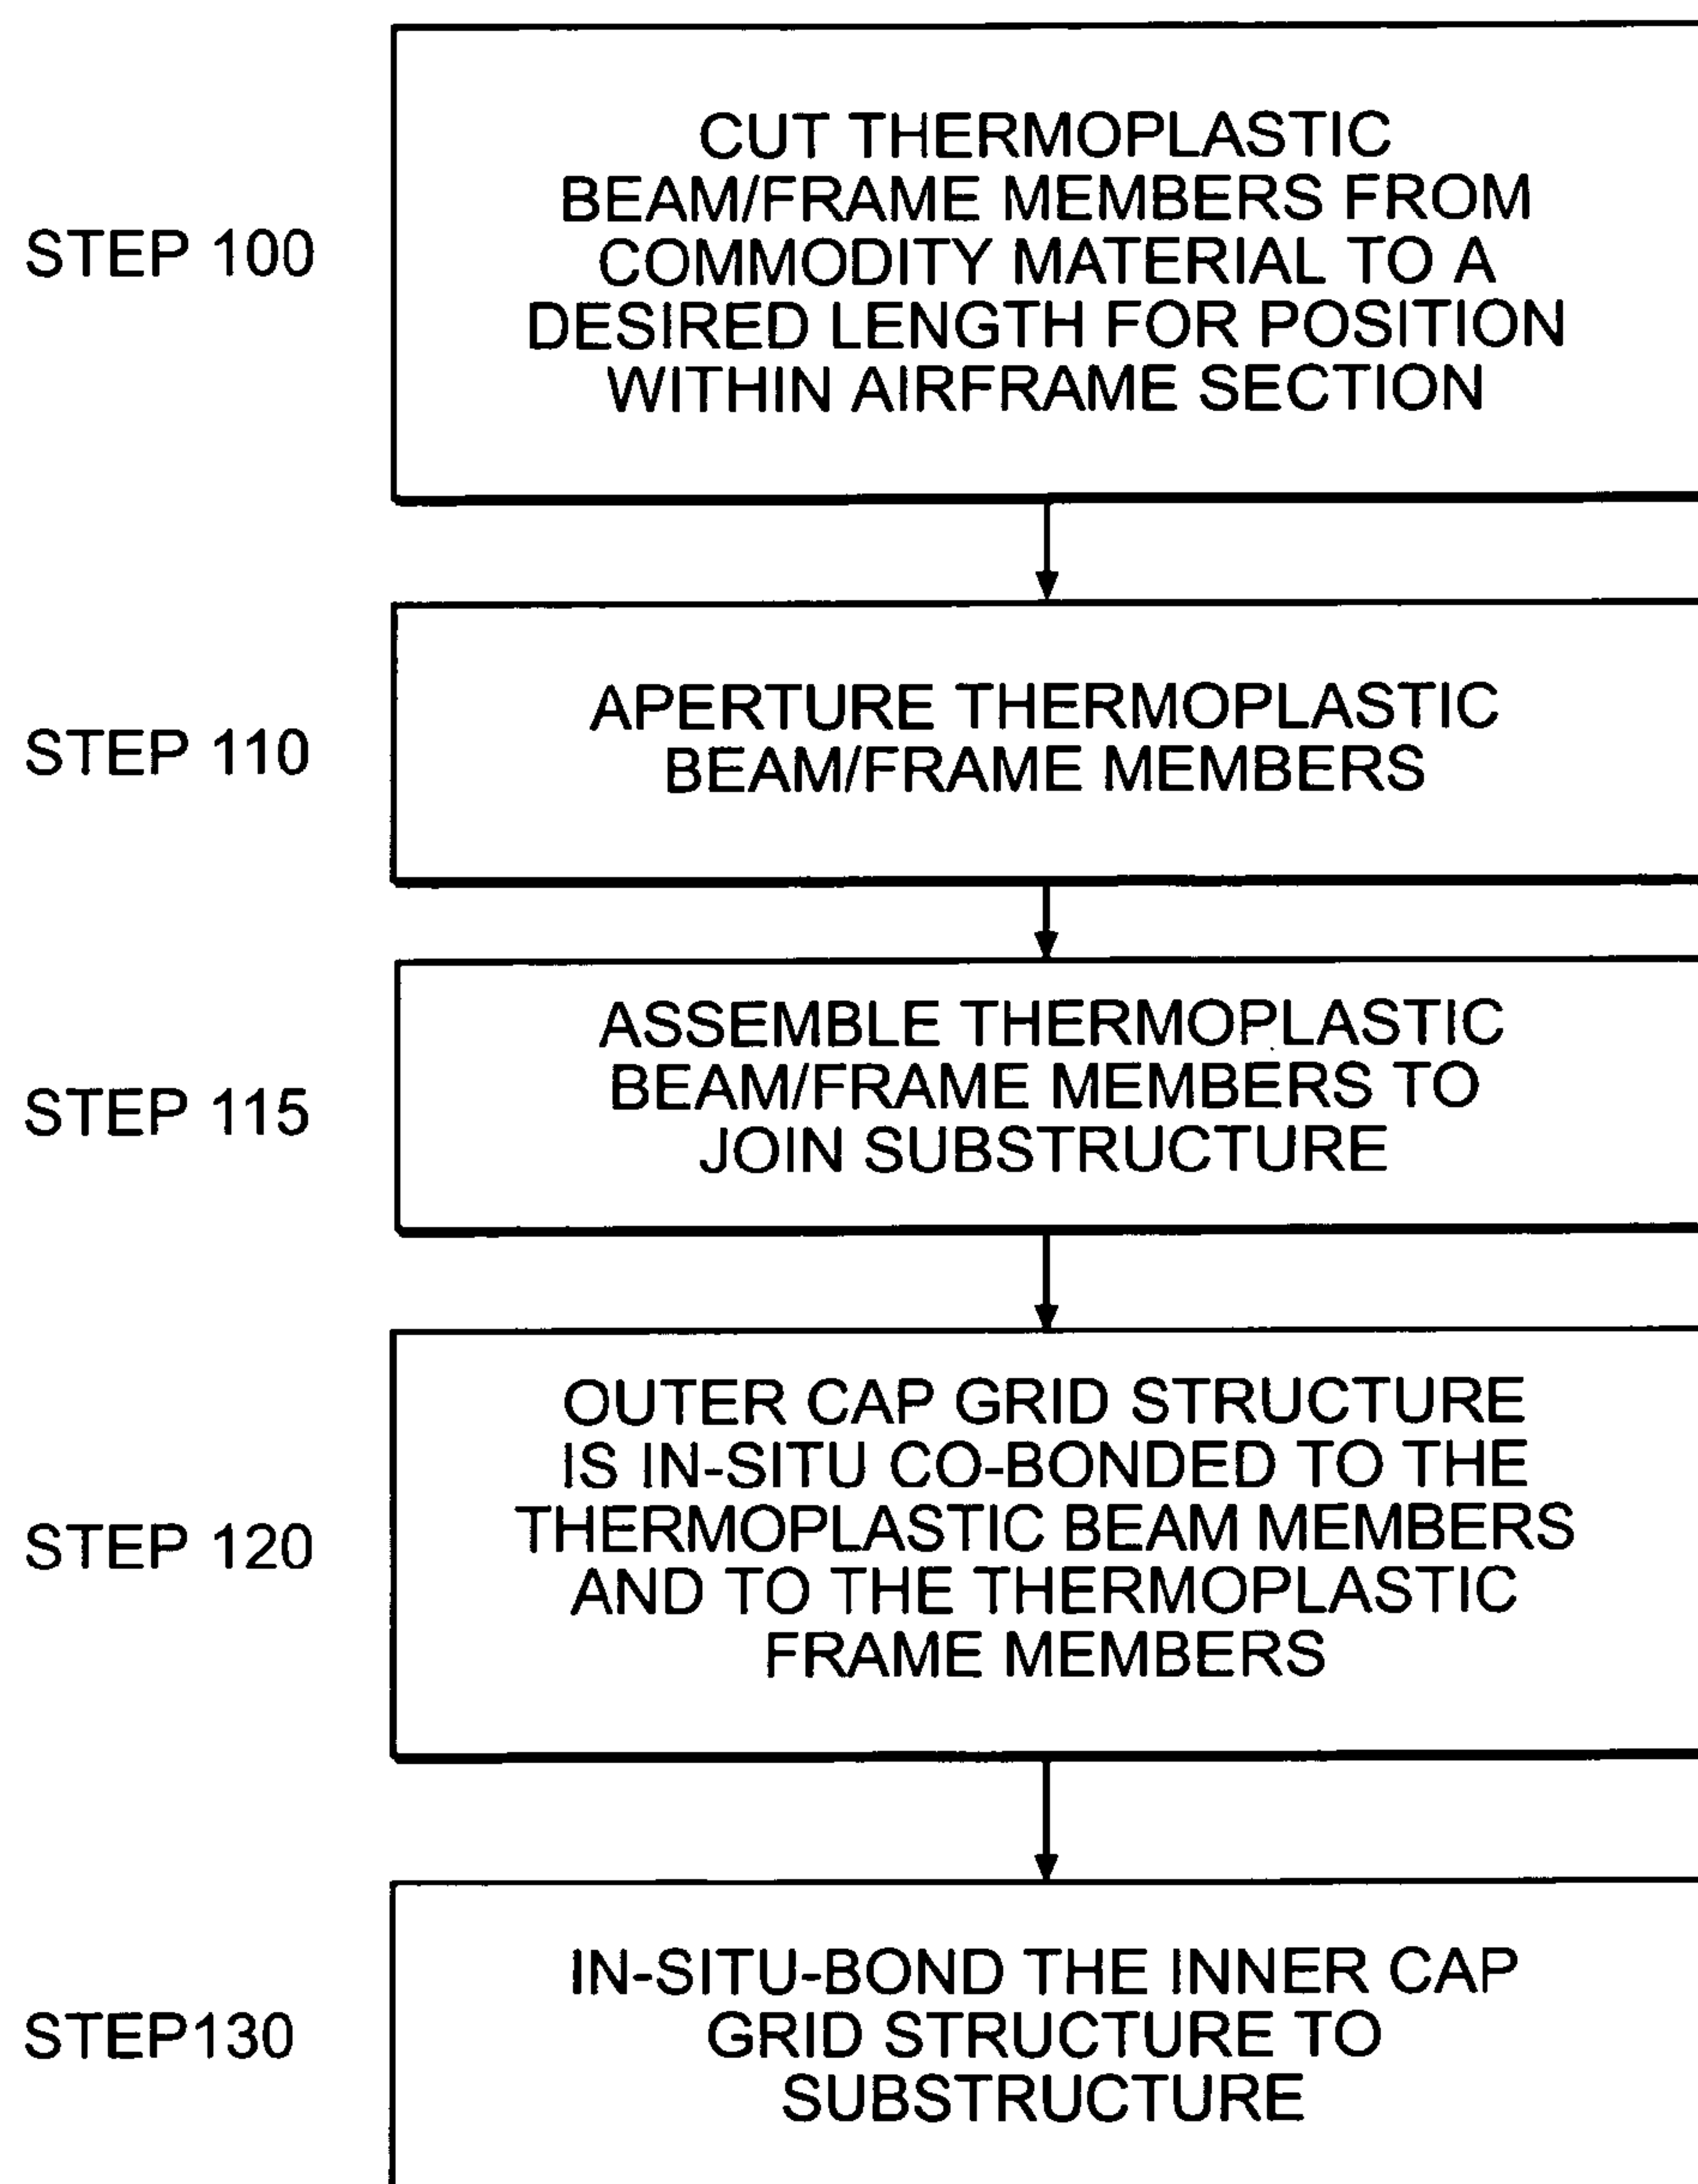 STEP 100
CUT THERMOPLASTIC
BEAM/FRAME MEMBERS FROM
COMMODITY MATERIAL TO A
DESIRED LENGTH FOR POSITION
WITHIN AIRFRAME SECTION
STEP 110
APERTURE THERMOPLASTIC
BEAM/FRAME MEMBERS
STEP 115
ASSEMBLE THERMOPLASTIC
BEAM/FRAME MEMBERS TO
JOIN SUBSTRUCTURE
STEP 120
OUTER CAP GRID STRUCTURE
IS IN-SITU CO-BONDED TO THE
THERMOPLASTIC BEAM MEMBERS
AND TO THE THERMOPLASTIC
FRAME MEMBERS
STEP130
IN-SITU-BOND THE INNER CAP
GRID STRUCTURE TO
SUBSTRUCTURE